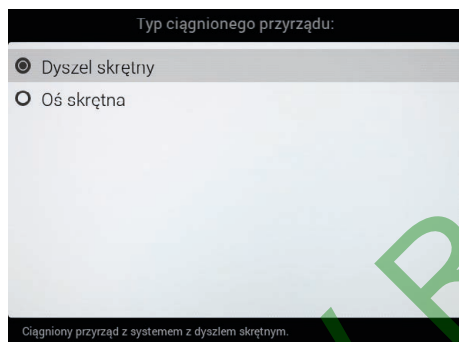 Typ ciągnionego przyrządu:
Dyszel skrętny
Oś skrętna
Ciągniony przyrząd z systemem z dyszlem skrętnym.